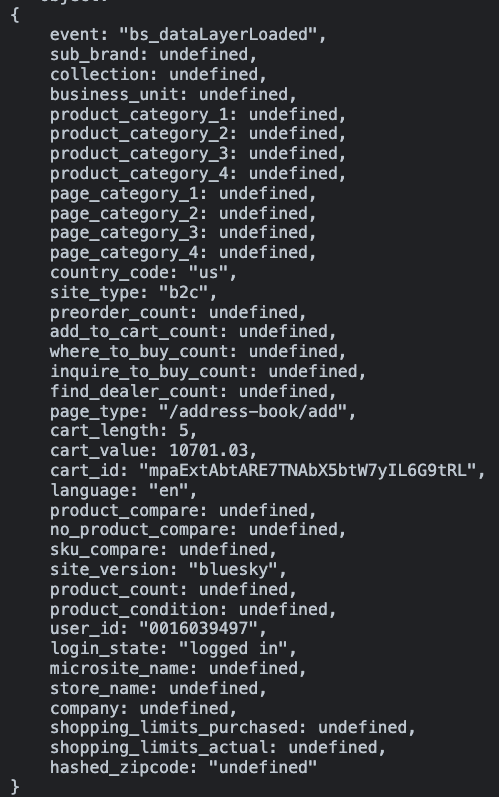 {
event: "bs_dataLayerLoaded",
sub_brand: undefined,
collection: undefined,
business_unit: undefined,
product_category_1: undefined,
product_category_2: undefined,
product_category_3: undefined,
product_category_4: undefined,
page_category_1: undefined,
page_category_2: undefined,
page_category_3: undefined,
page_category_4: undefined,
country_code: "us",
site_type: "b2c",
preorder_count: undefined,
add_to_cart_count: undefined,
where_to_buy_count: undefined,
inquire_to_buy_count: undefined,
find_dealer_count: undefined,
page_type: "/address-book/add",
cart_length: 5,
cart_value: 10701.03,
cart_id: "mpaExtAbtARE7TNAbX5btW7yIL6G9tRL",
language: "en",
product_compare: undefined,
no_product_compare: undefined,
sku_compare: undefined,
site_version: "bluesky",
product_count: undefined,
product_condition: undefined,
user_id: "0016039497",
login_state: "logged in",
microsite_name: undefined,
store_name: undefined,
company: undefined,
shopping_limits_purchased: undefined,
shopping_limits_actual: undefined,
hashed_zipcode: "undefined"
}